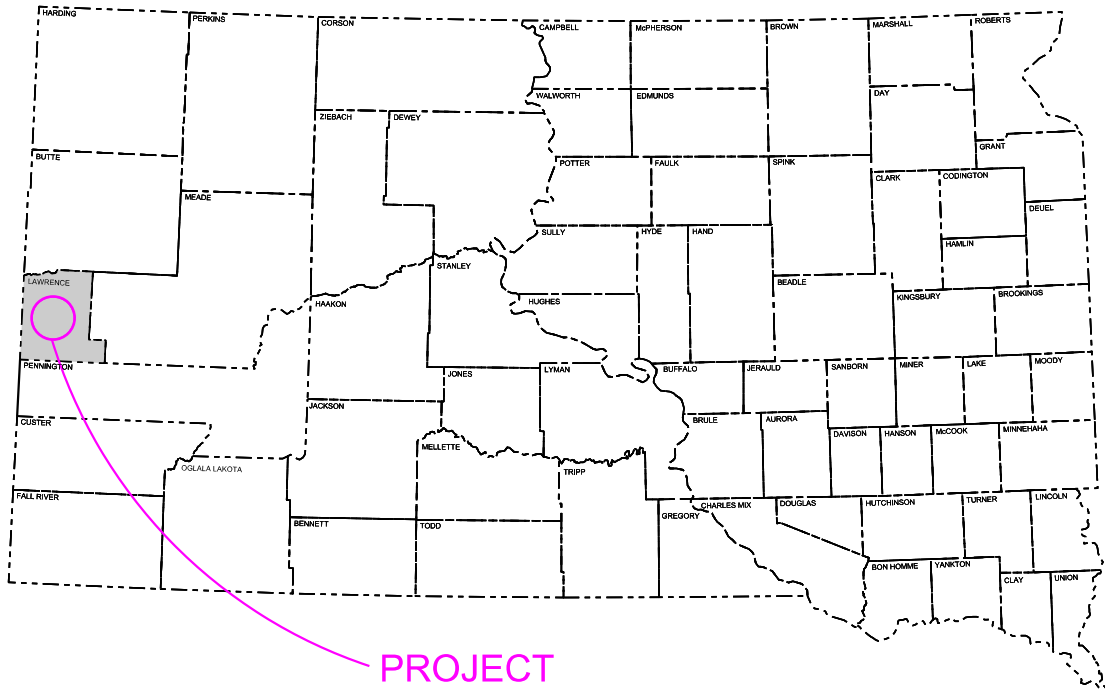 HARDING
PERKINS
CORSON
CAMPBELL
McPHERSON
BROWN
MARSHALL
ROBERTS
WALWORTH
EDMUNDS
DAY
ZIEBACH
DEWEY
GRANT
BUTTE
POTTER
FAULK
SPINK
CLARK
CODINGTON
MEADE
DEUEL
SULLY
HYDE
HAND
HAMLIN
STANLEY
LAWRENCE
BEADLE
HAAKON
HUGHES
KINGSBURY
BROOKINGS
PENNINGTON
JONES
LYMAN
BUFFALO
JERAULD
SANBORN
MINER
LAKE
MOODY
JACKSON
CUSTER
BRULE
AURORA
MELLETTE
DAVISON
HANSON
McCOOK
MINNEHAHA
OGLALA LAKOTA
TRIPP
FALL RIVER
GREGORY
CHARLES MIX
DOUGLAS
HUTCHINSON
TURNER
LINCOLN
BENNETT
TODD
BON HOMME
YANKTON
CLAY
UNION
PROJECT